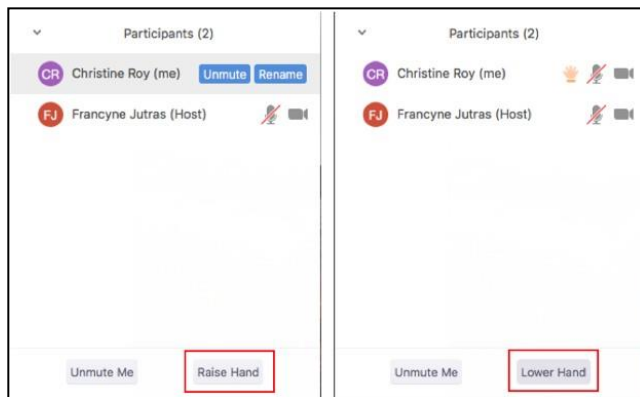 Participants (2)
CR Christine Roy (me) Unmute Rename
FJ Francyne Jutras (Host)
Unmute Me Raise Hand
Participants (2)
CR Christine Roy (me)
FJ Francyne Jutras (Host)
Unmute Me Lower Hand